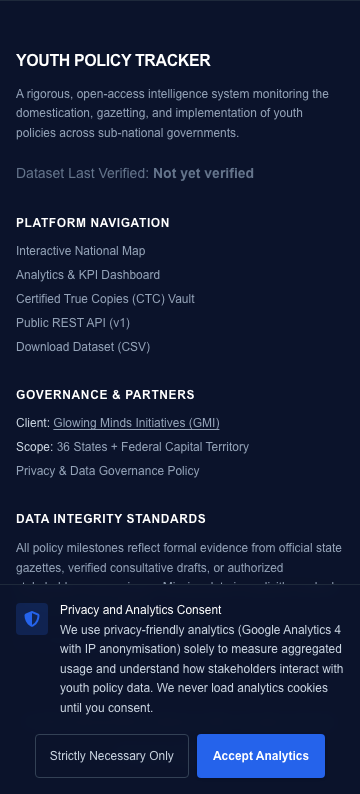 YOUTH POLICY TRACKER
A rigorous, open-access intelligence system monitoring the
domestication, gazetting, and implementation of youth
policies across sub-national governments.
Dataset Last Verified: Not yet verified
PLATFORM NAVIGATION
Interactive National Map
Analytics & KPI Dashboard
Certified True Copies (CTC) Vault
Public REST API (v1)
Download Dataset (CSV)
GOVERNANCE & PARTNERS
Client: Glowing Minds Initiatives (GMI)
Scope: 36 States + Federal Capital Territory
Privacy & Data Governance Policy
DATA INTEGRITY STANDARDS
All policy milestones reflect formal evidence from official state
gazettes, verified consultative drafts, or authorized
Privacy and Analytics Consent
We use privacy-friendly analytics (Google Analytics 4
with IP anonymisation) solely to measure aggregated
usage and understand how stakeholders interact with
youth policy data. We never load analytics cookies
until you consent.
Strictly Necessary Only
Accept Analytics